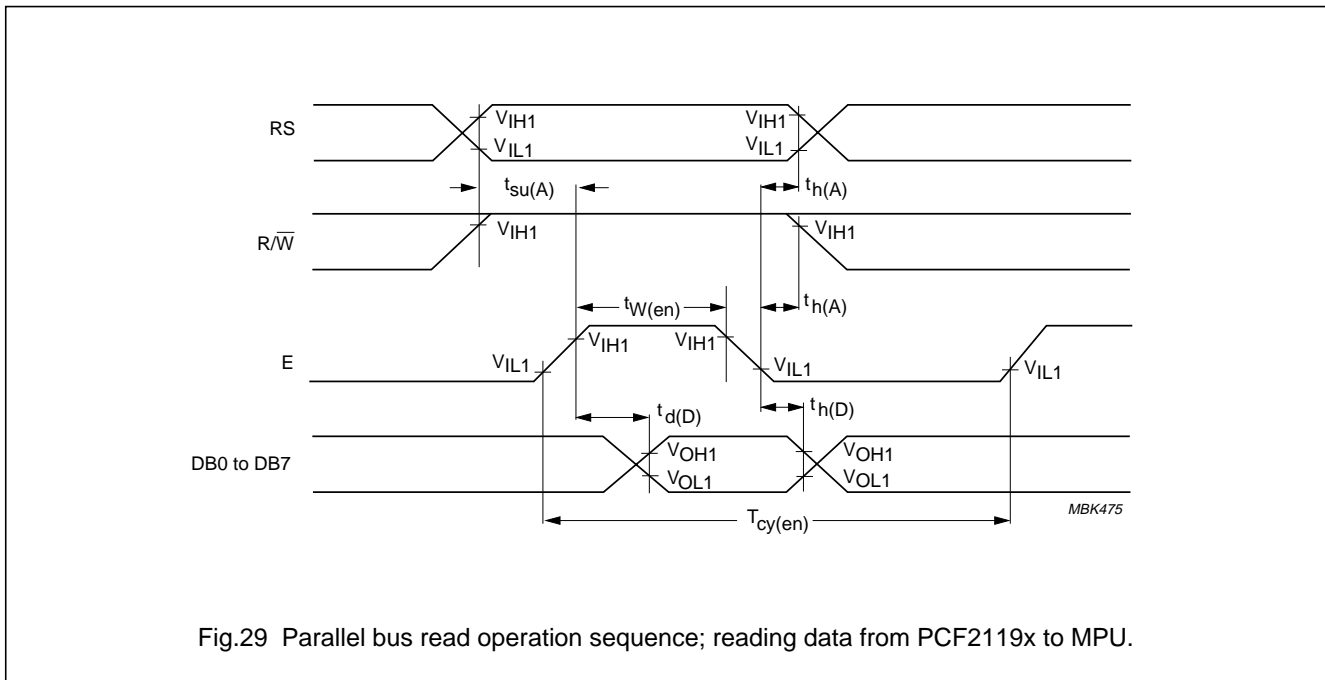 RS
VIH1
VIL1
VIH1
VIL1
tsu(A)
th(A)
R/W̅
VIH1
VIH1
tW(en)
th(A)
E
VIL1
VIH1
VIH1
VIL1
VIL1
td(D)
th(D)
DB0 to DB7
VOH1
VOL1
VOH1
VOL1
MBK475
Tcy(en)
Fig.29 Parallel bus read operation sequence; reading data from PCF2119x to MPU.